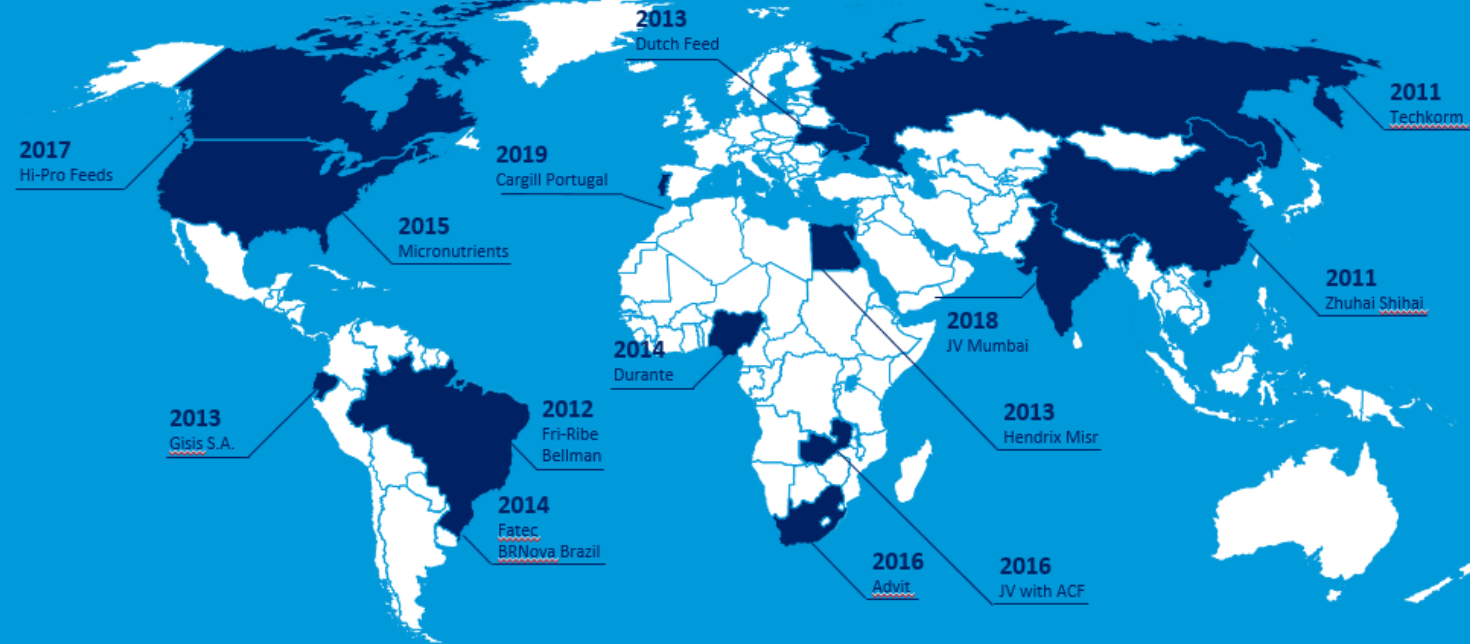 2013
Dutch Feed
2011
Techkorm
2017
Hi-Pro Feeds
2019
Cargill Portugal
2015
Micronutrients
2011
Zhuhai Shihai
2018
JV Mumbai
2014
Durante
2013
Gisis S.A.
2012
Fri-Ribe
Bellman
2013
Hendrix Misr
2014
Fatec
BRNova Brazil
2016
Advit
2016
JV with ACF